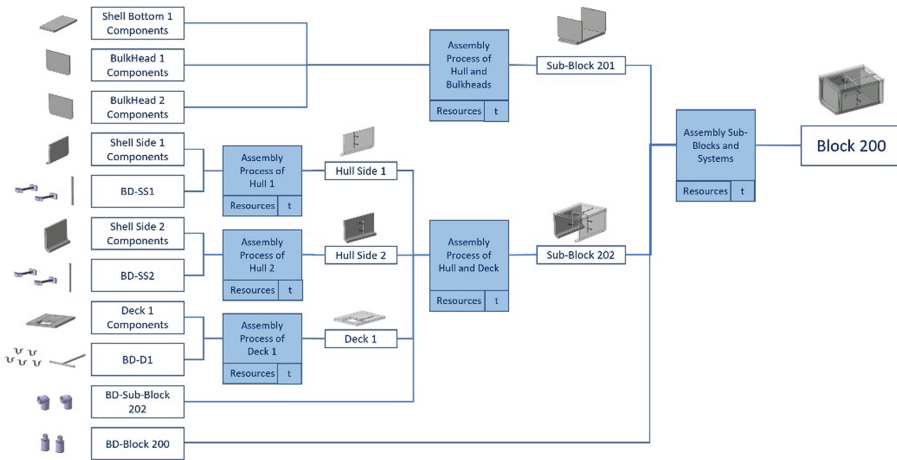 Shell Bottom 1
Components
BulkHead 1
Components
BulkHead 2
Components
Shell Side 1
Components
BD-SS1
Shell Side 2
Components
BD-SS2
Deck 1
Components
BD-D1
BD-Sub-Block
202
BD-Block 200
Assembly
Process of
Hull 1
Resources t
Assembly
Process of
Hull 2
Resources t
Assembly
Process of
Deck 1
Resources t
Hull Side 1
Hull Side 2
Deck 1
Assembly
Process of
Hull and
Bulkheads
Resources t
Assembly
Process of
Hull and Deck
Resources t
Sub-Block 201
Sub-Block 202
Assembly Sub-
Blocks and
Systems
Resources t
Block 200